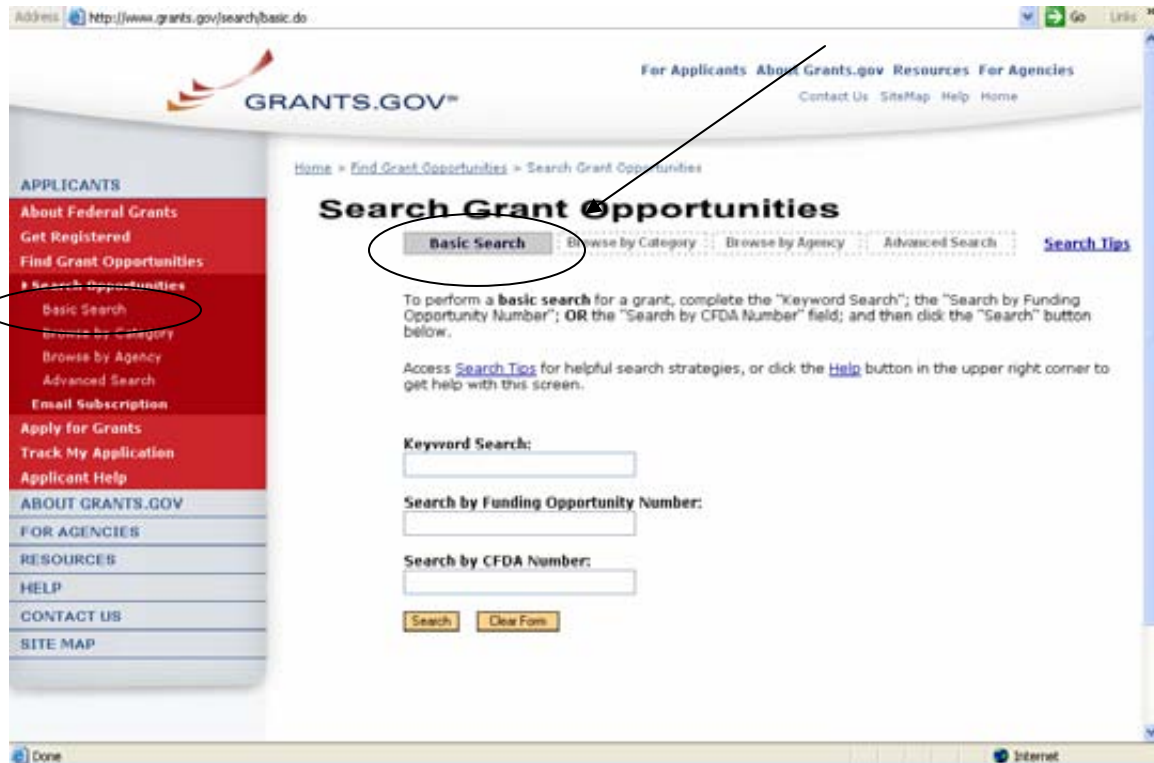 Address http://www.grants.gov/search/basic.do Go Links »
For Applicants About Grants.gov Resources For Agencies
GRANTS.GOV℠
Contact Us SiteMap Help Home
Home > Find Grant Opportunities > Search Grant Opportunities
Search Grant Opportunities
Basic Search Browse by Category Browse by Agency Advanced Search Search Tips
APPLICANTS
About Federal Grants
Get Registered
Find Grant Opportunities
Search Opportunities
Basic Search
Browse by Category
Browse by Agency
Advanced Search
Email Subscription
Apply for Grants
Track My Application
Applicant Help
ABOUT GRANTS.GOV
FOR AGENCIES
RESOURCES
HELP
CONTACT US
SITE MAP
To perform a basic search for a grant, complete the "Keyword Search"; the "Search by Funding
Opportunity Number"; OR the "Search by CFDA Number" field; and then click the "Search" button
below.
Access Search Tips for helpful search strategies, or click the Help button in the upper right corner to
get help with this screen.
Keyword Search:
Search by Funding Opportunity Number:
Search by CFDA Number:
Search Clear Form
Done Internet